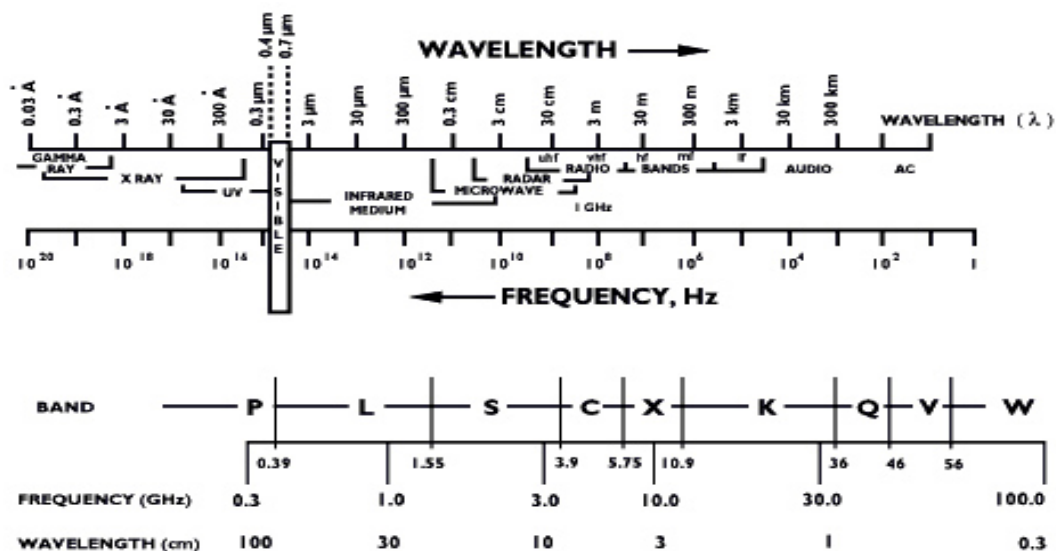 0.4 µm
0.7 µm
WAVELENGTH
0.03 Å
0.3 Å
3 Å
30 Å
300 Å
0.3 µm
3 µm
30 µm
300 µm
0.3 cm
3 cm
30 cm
3 m
30 m
300 m
3 km
30 km
300 km
WAVELENGTH (λ)
GAMMA RAY
X RAY
UV
VISIBLE
INFRARED
MEDIUM
MICROWAVE
RADAR
uhf vhf hf mf lf
RADIO BANDS
AUDIO
AC
1 GHz
10²⁰ 10¹⁸ 10¹⁶ 10¹⁴ 10¹² 10¹⁰ 10⁸ 10⁶ 10⁴ 10² 1
FREQUENCY, Hz
BAND P L S C X K Q V W
0.39 1.55 3.9 5.75 10.9 36 46 56
FREQUENCY (GHz) 0.3 1.0 3.0 10.0 30.0 100.0
WAVELENGTH (cm) 100 30 10 3 1 0.3